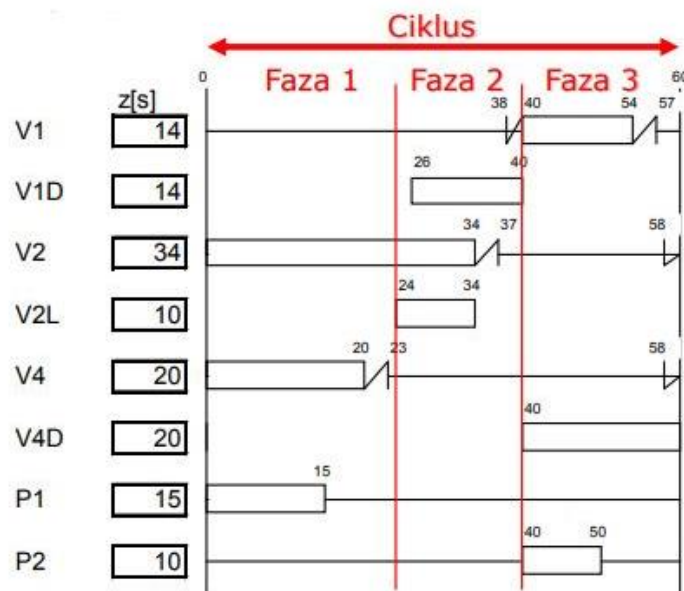 Ciklus
0 Faza 1 Faza 2 Faza 3 60
z[s]
V1 14 38 40 54 57
V1D 14 26 40
V2 34 34 37 58
V2L 10 24 34
V4 20 20 23 58
V4D 20 40
P1 15 15
P2 10 40 50